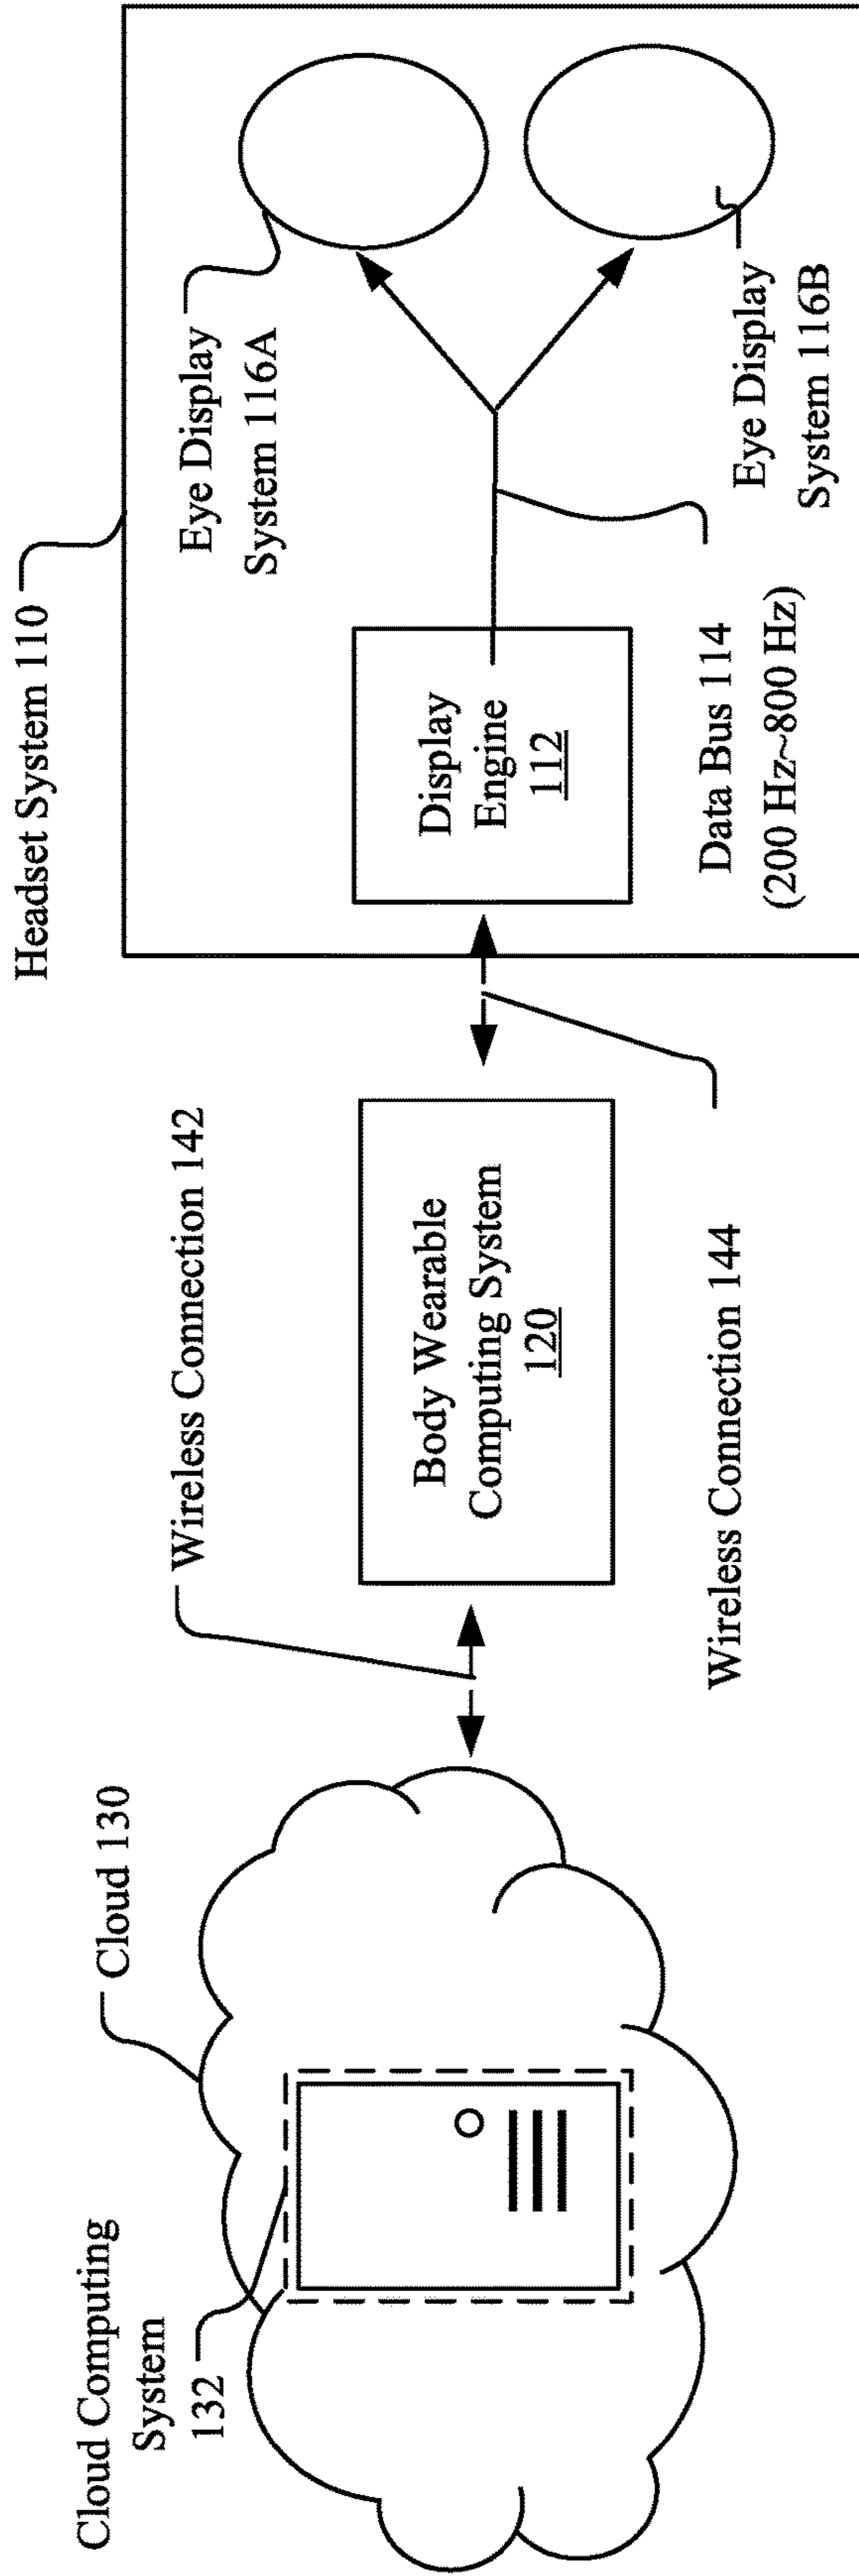 Cloud Computing
System
132
Cloud 130
Wireless Connection 142
Body Wearable
Computing System
120
Wireless Connection 144
Headset System 110
Display
Engine
112
Data Bus 114
(200 Hz~800 Hz)
Eye Display
System 116A
Eye Display
System 116B